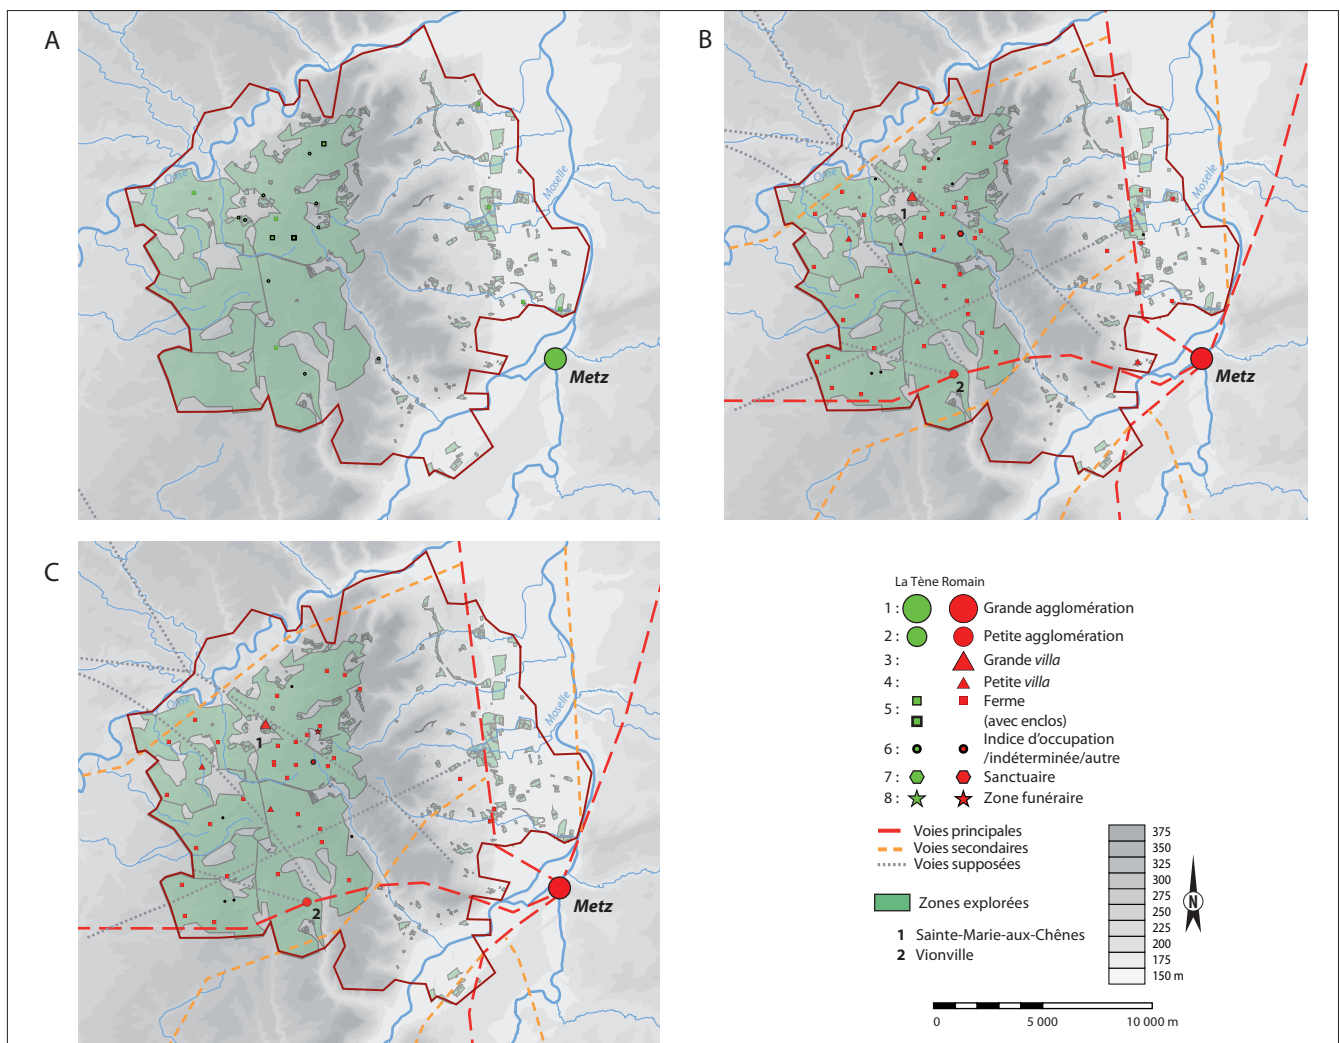 A
Orne
Moselle
Metz
B
Orne
Moselle
1
2
Metz
C
Orne
Moselle
1
2
Metz
La Tène Romain
1 : Grande agglomération
2 : Petite agglomération
3 : Grande villa
4 : Petite villa
5 : Ferme
(avec enclos)
6 : Indice d'occupation
/indéterminée/autre
7 : Sanctuaire
8 : Zone funéraire
Voies principales
Voies secondaires
Voies supposées
Zones explorées
1 Sainte-Marie-aux-Chênes
2 Vionville
375
350
325
300
275
250
225
200
175
150 m
N
0 5 000 10 000 m